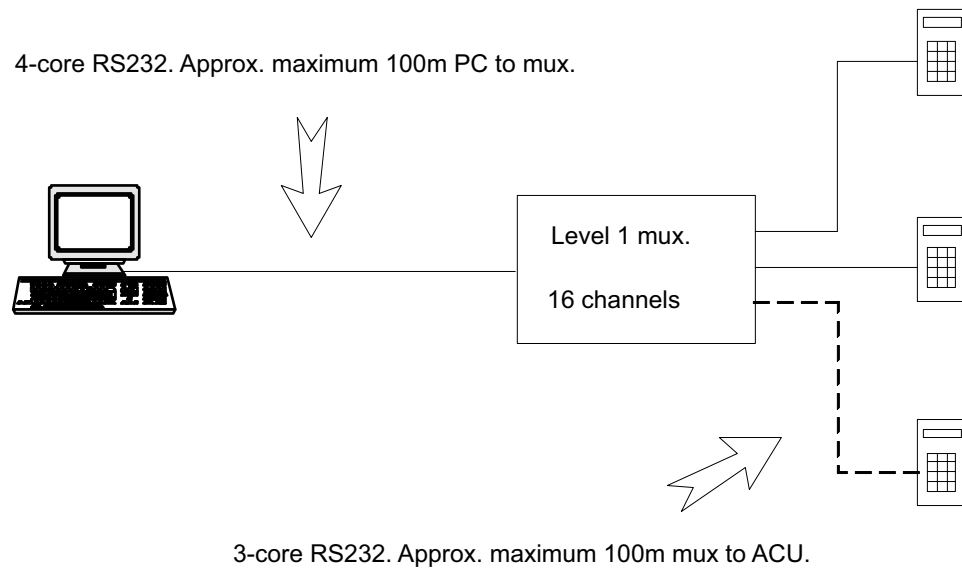 4-core RS232. Approx. maximum 100m PC to mux.
Level 1 mux.
16 channels
3-core RS232. Approx. maximum 100m mux to ACU.